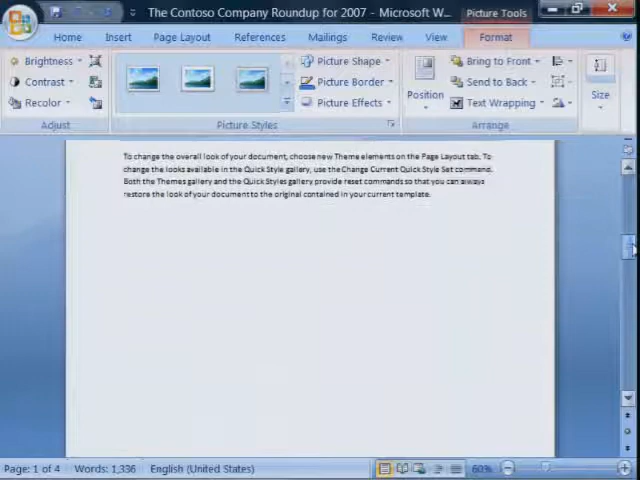 The Contoso Company Roundup for 2007 - Microsoft W... Picture Tools
Home Insert Page Layout References Mailings Review View Format
Brightness Picture Shape Bring to Front
Contrast Picture Border Position Send to Back Size
Recolor Picture Effects Text Wrapping
Adjust Picture Styles Arrange
To change the overall look of your document, choose new Theme elements on the Page Layout tab. To
change the looks available in the Quick Style gallery, use the Change Current Quick Style Set command.
Both the Themes gallery and the Quick Styles gallery provide reset commands so that you can always
restore the look of your document to the original contained in your current template.
Page: 1 of 4 Words: 1,336 English (United States) 60%